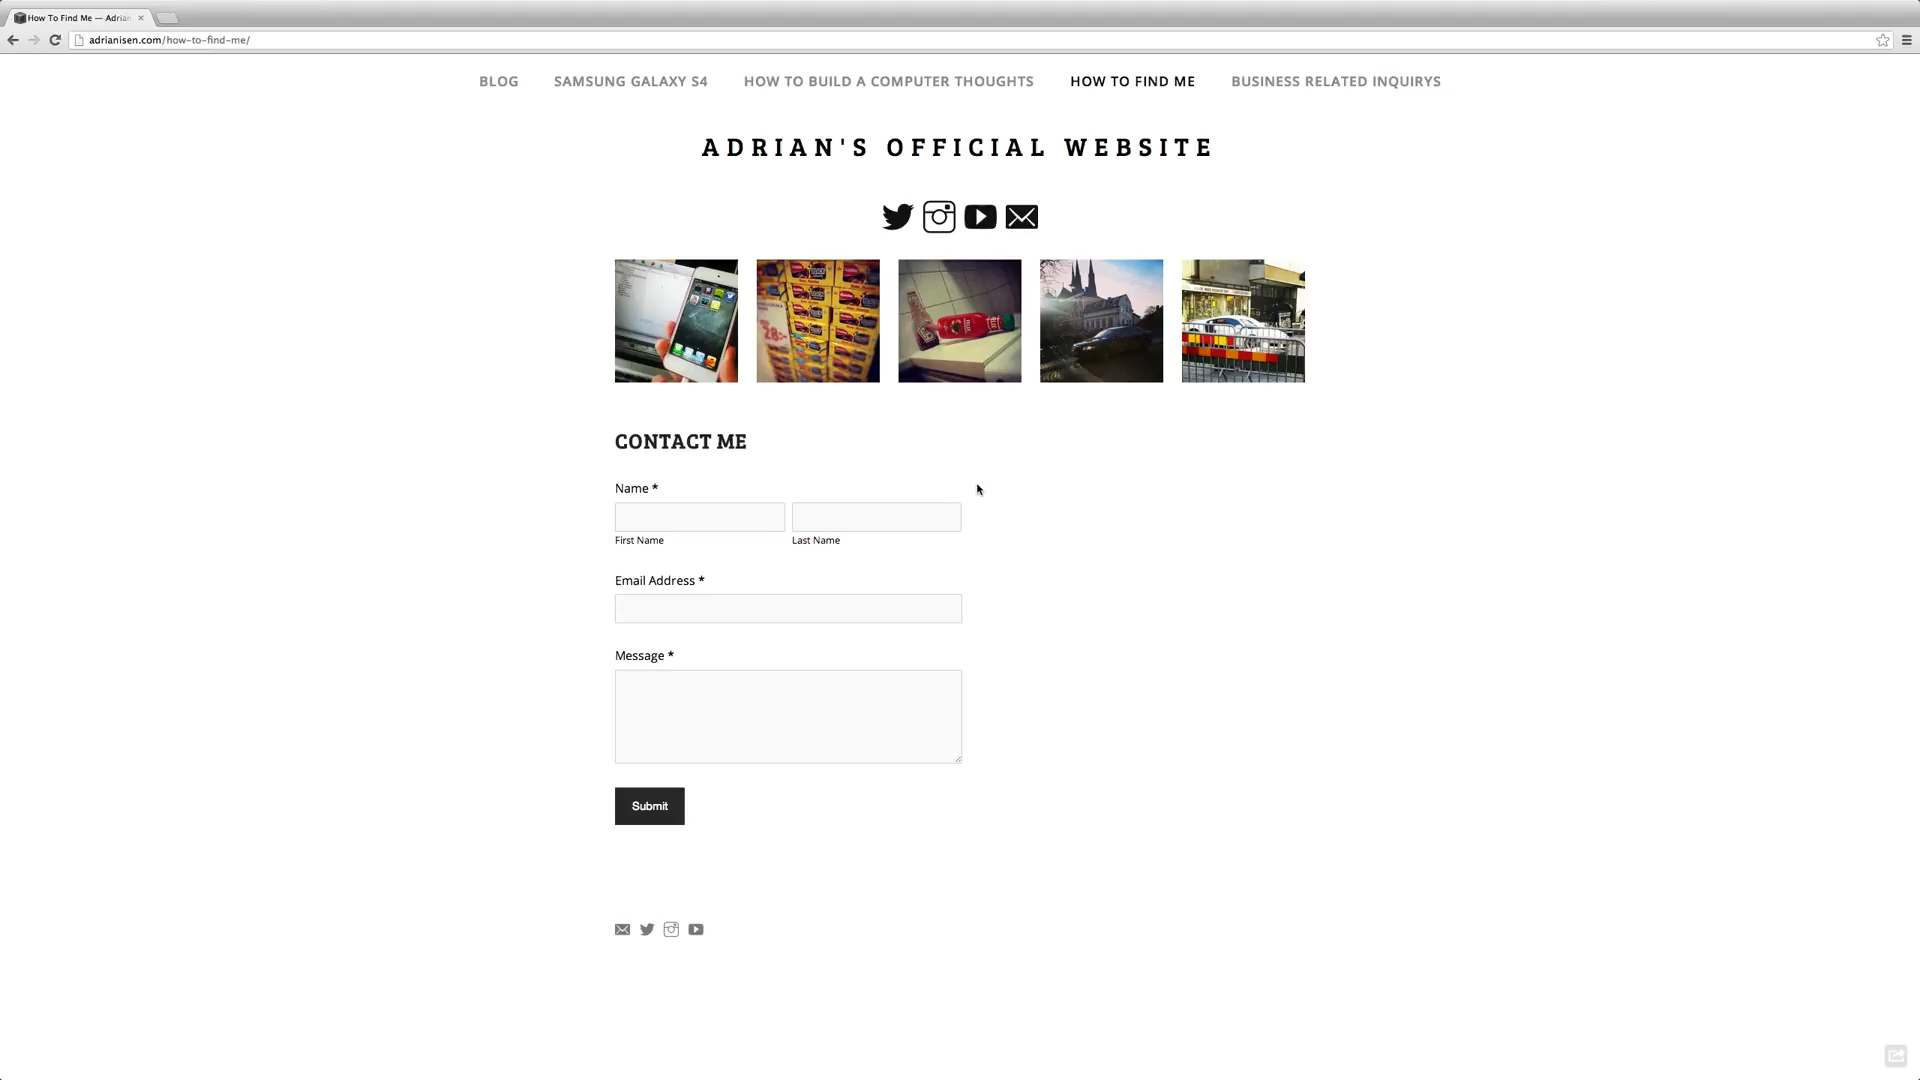 How To Find Me — Adrian
adrianisen.com/how-to-find-me/
BLOG SAMSUNG GALAXY S4 HOW TO BUILD A COMPUTER THOUGHTS HOW TO FIND ME BUSINESS RELATED INQUIRYS
ADRIAN'S OFFICIAL WEBSITE
CONTACT ME
Name *
First Name Last Name
Email Address *
Message *
Submit